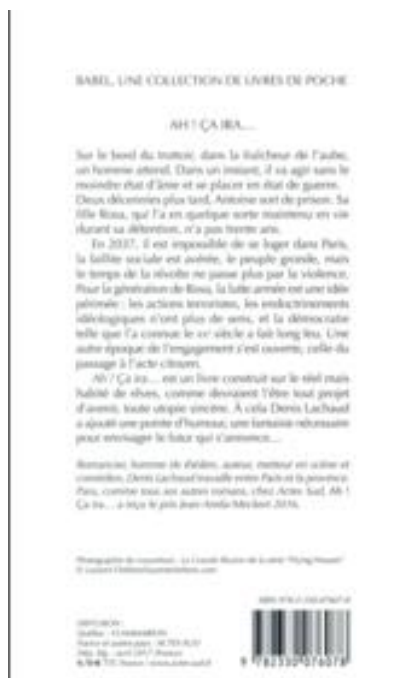 BABEL, UNE COLLECTION DE LIVRES DE POCHE
AH ! ÇA IRA...
Sur le bord du trottoir, dans la fraîcheur de l'aube,
un homme attend. Dans un instant, il va agir sans le
moindre état d'âme et se placer en état de guerre.
Deux décennies plus tard, Antoine sort de prison. Sa
fille Rosa, qui l'a en quelque sorte maintenu en vie
durant sa détention, n'a pas trente ans.
En 2037, il est impossible de se loger dans Paris,
la faillite sociale est avérée, le peuple gronde, mais
le temps de la révolte ne passe plus par la violence.
Pour la génération de Rosa, la lutte armée est une idée
périmée : les actions terroristes, les endoctrinements
idéologiques n'ont plus de sens, et la démocratie
telle que l'a connue le XXe siècle a fait long feu. Une
autre époque de l'engagement s'est ouverte, celle du
passage à l'acte citoyen.
Ah ! Ça ira... est un livre construit sur le réel mais
habité de rêves, comme devraient l'être tout projet
d'avenir, toute utopie sincère. À cela Denis Lachaud
a ajouté une pointe d'humour, une fantaisie nécessaire
pour envisager le futur qui s'annonce...
Romancier, homme de théâtre, auteur, metteur en scène et
comédien, Denis Lachaud travaille entre Paris et la province.
Paru, comme tous ses autres romans, chez Actes Sud, Ah !
Ça ira... a reçu le prix Jean-Amila-Meckert 2016.
Photographie de couverture :
9 782330 076078